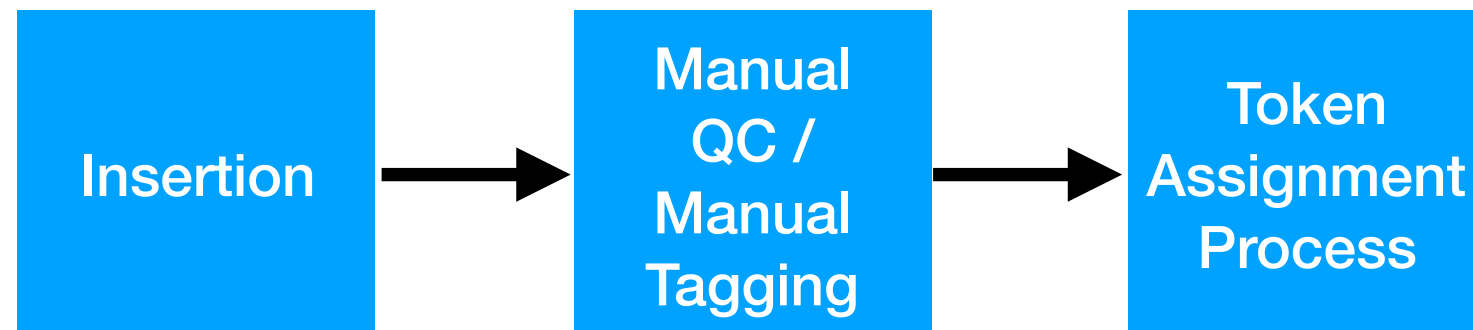 Insertion
Manual
QC /
Manual
Tagging
Token
Assignment
Process